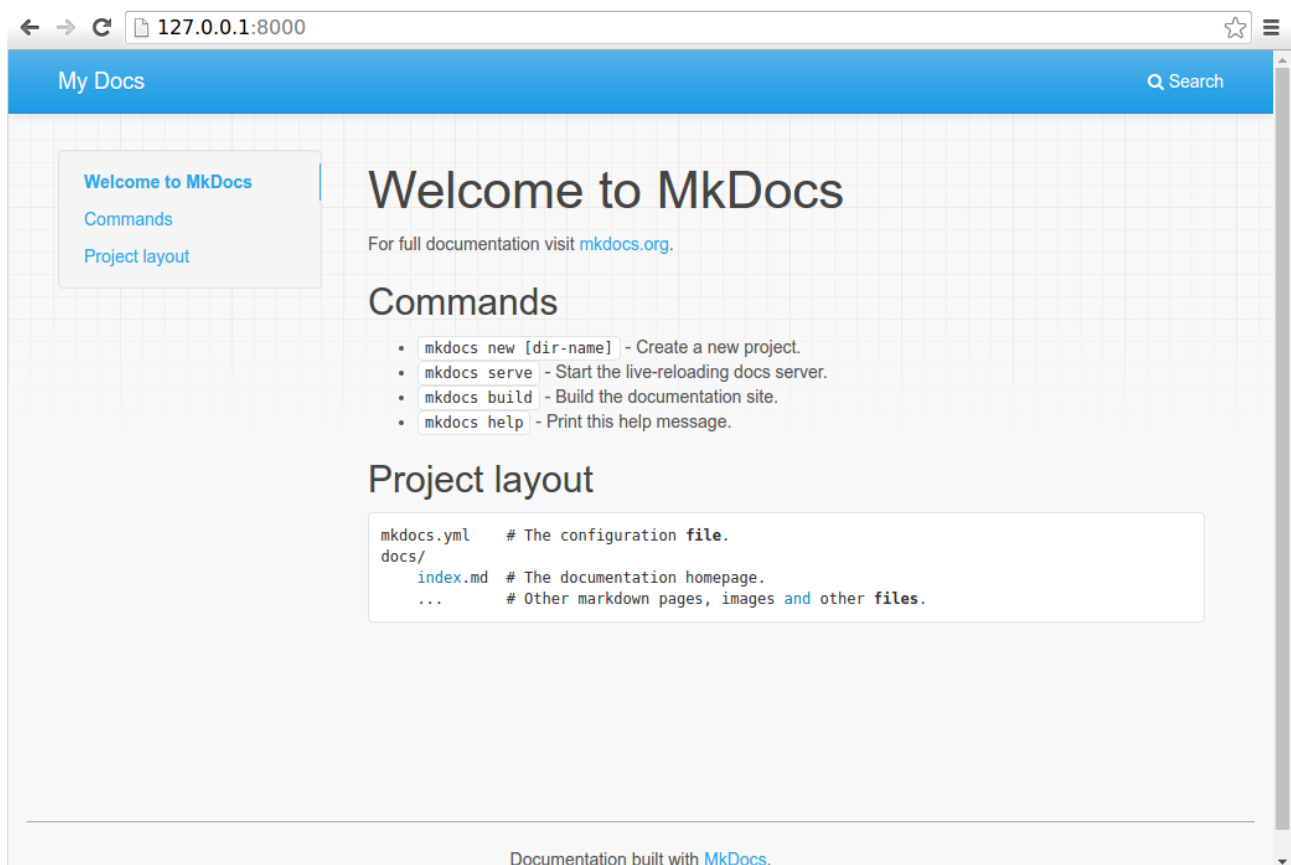 127.0.0.1:8000
My Docs
Search
Welcome to MkDocs
Commands
Project layout
Welcome to MkDocs
For full documentation visit mkdocs.org.
Commands
mkdocs new [dir-name] - Create a new project.
mkdocs serve - Start the live-reloading docs server.
mkdocs build - Build the documentation site.
mkdocs help - Print this help message.
Project layout
mkdocs.yml    # The configuration file.
docs/
    index.md  # The documentation homepage.
    ...       # Other markdown pages, images and other files.
Documentation built with MkDocs.